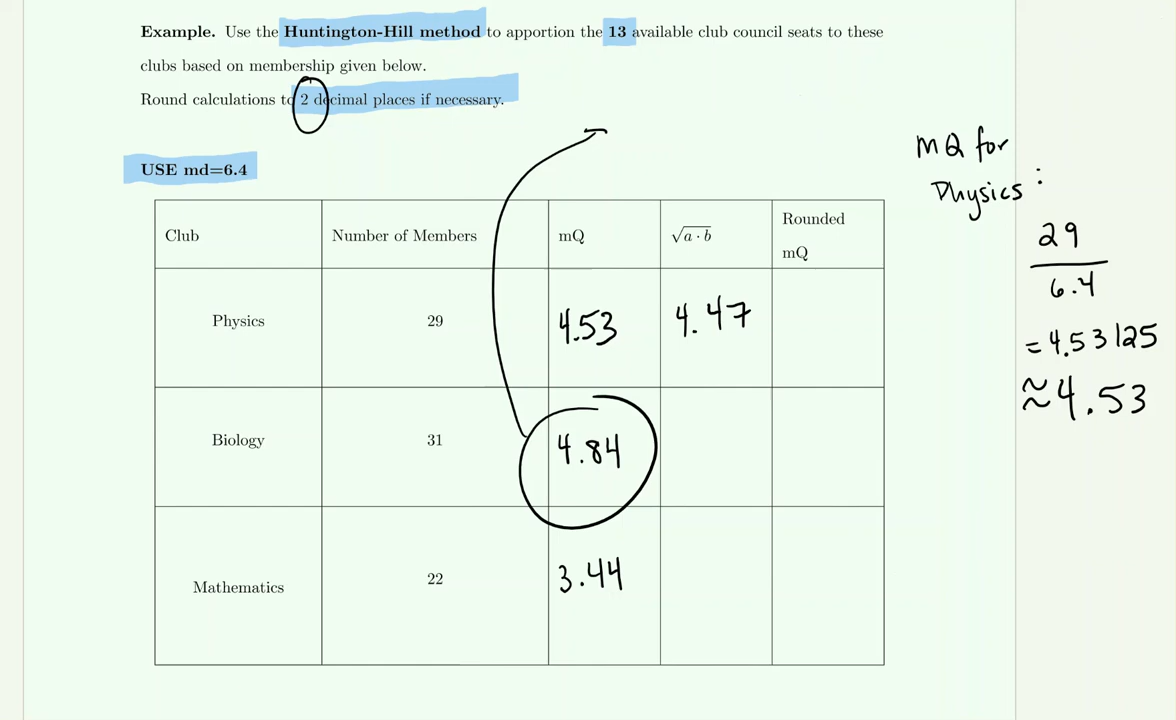 Example. Use the Huntington-Hill method to apportion the 13 available club council seats to these
clubs based on membership given below.
Round calculations to 2 decimal places if necessary.
USE md=6.4
Club Number of Members mQ √a · b Rounded mQ
Physics 29 4.53 4.47
Biology 31 4.84
Mathematics 22 3.44
mQ for
Physics :
29
6.4
= 4.53125
≈ 4.53